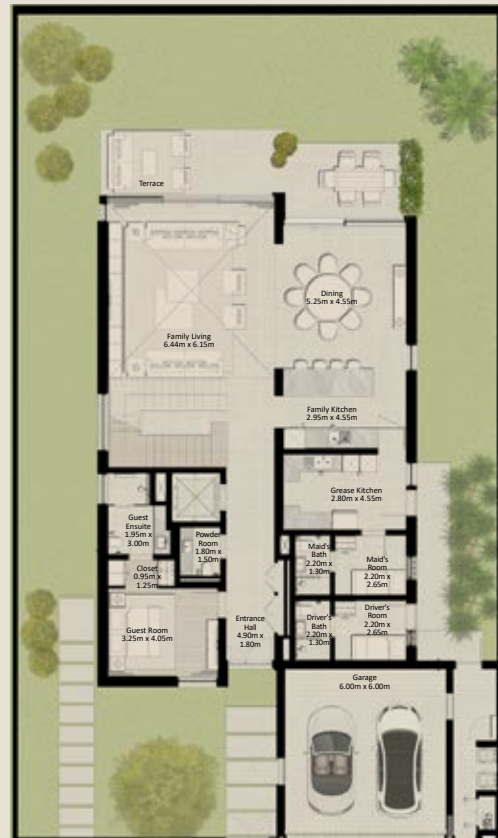 Terrace
Dining
5.25m x 4.55m
Family Living
6.44m x 6.15m
Family Kitchen
2.95m x 4.55m
Grease Kitchen
2.80m x 4.55m
Guest
Ensuite
1.95m x
3.00m
Powder
Room
1.80m x
1.50m
Maid's
Bath
2.20m x
1.30m
Maid's
Room
2.20m x
2.65m
Closet
0.95m x
1.25m
Guest Room
3.25m x 4.05m
Entrance
Hall
4.90m x
1.80m
Driver's
Bath
2.20m x
1.30m
Driver's
Room
2.20m x
2.65m
Garage
6.00m x 6.00m